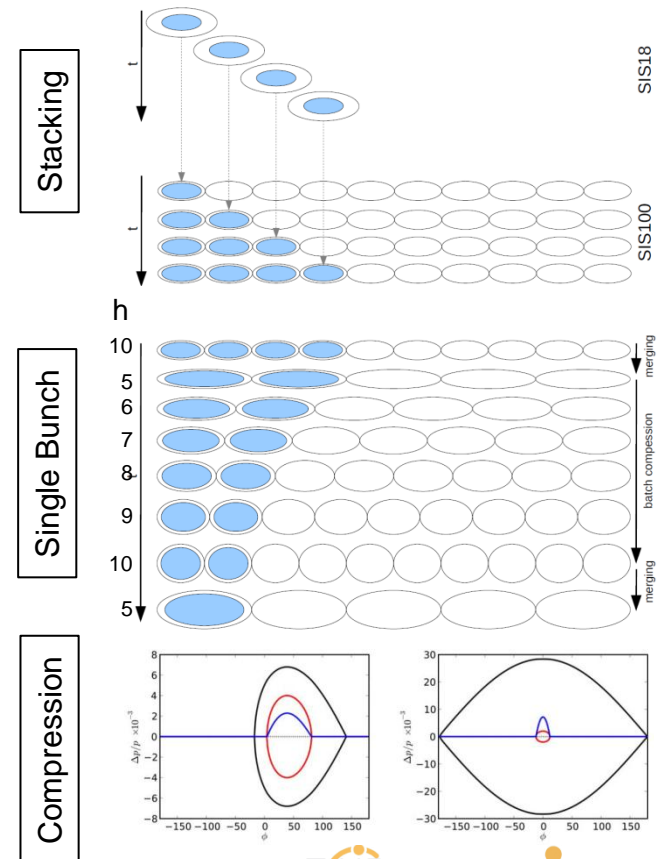 Stacking
t
SIS18
t
SIS100
Single Bunch
h
10
5
6
7
8
t
9
10
5
merging
batch compession
merging
Compression
Δp/p ×10⁻³
8
6
4
2
0
−2
−4
−6
−8
−150 −100 −50 0 50 100 150
ϕ
Δp/p ×10⁻³
30
20
10
0
−10
−20
−30
−150 −100 −50 0 50 100 150
ϕ